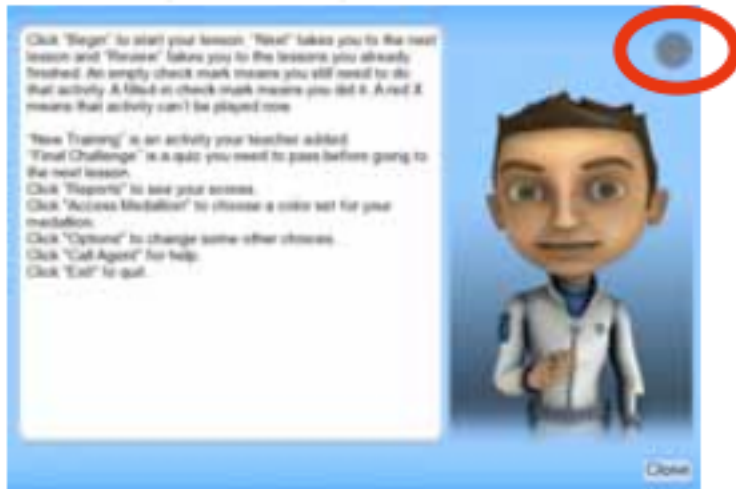 Click "Begin" to start your lesson. "Next" takes you to the next
lesson and "Review" takes you to the lessons you already
finished. An empty check mark means you still need to do
that activity. A filled-in check mark means you did it. A red X
means that activity can't be played now.
"New Training" is an activity your teacher added.
"Final Challenge" is a quiz you need to pass before going to
the next lesson.
Click "Reports" to see your scores.
Click "Access Medallion" to choose a color set for your
medallion.
Click "Options" to change some other choices.
Click "Call Agent" for help.
Click "Exit" to quit.
Close